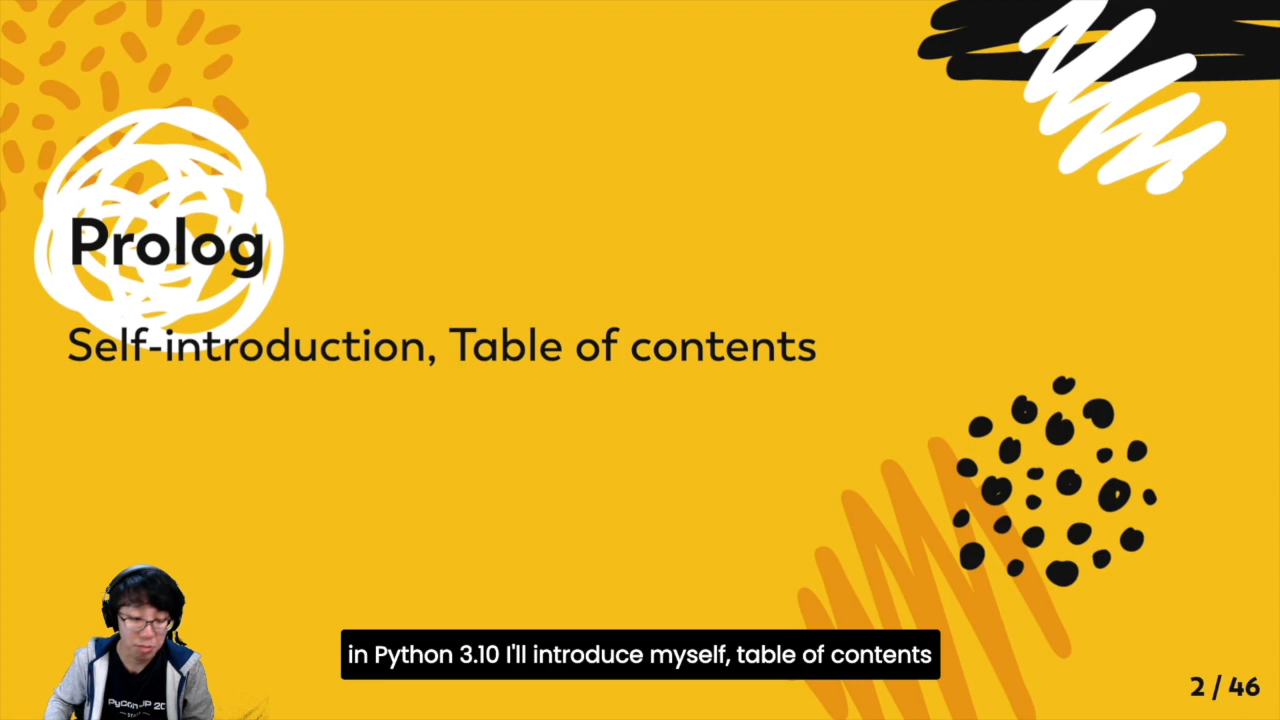 Prolog
Self-introduction, Table of contents
in Python 3.10 I'll introduce myself, table of contents
2 / 46